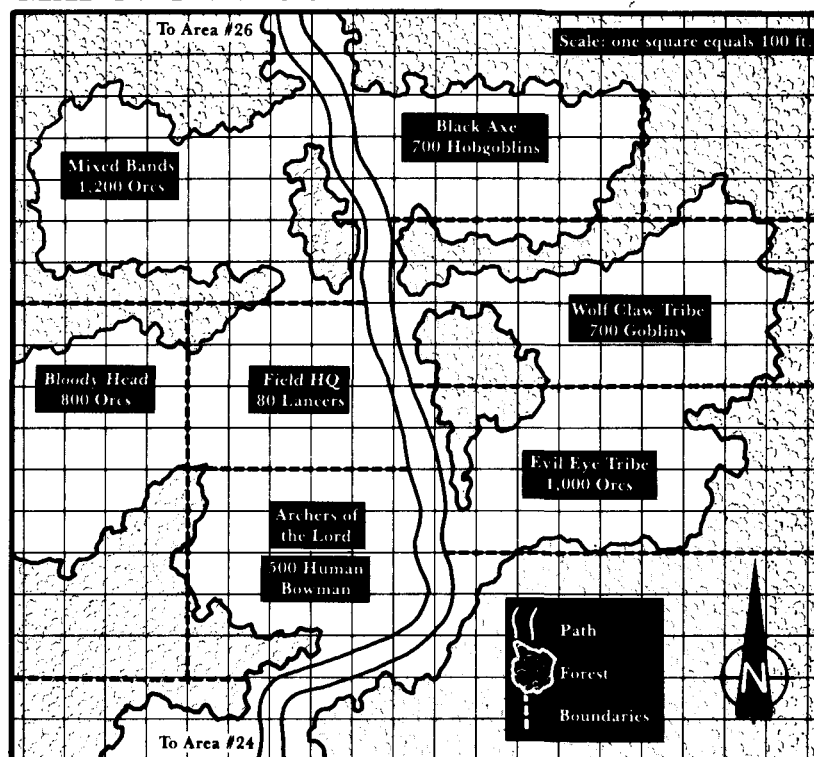 To Area #26
Scale: one square equals 100 ft.
Black Axe
700 Hobgoblins
Mixed Bands
1,200 Orcs
Wolf Claw Tribe
700 Goblins
Bloody Head
800 Orcs
Field HQ
80 Lancers
Evil Eye Tribe
1,000 Orcs
Archers of
the Lord
500 Human
Bowman
Path
Forest
Boundaries
N
To Area #24